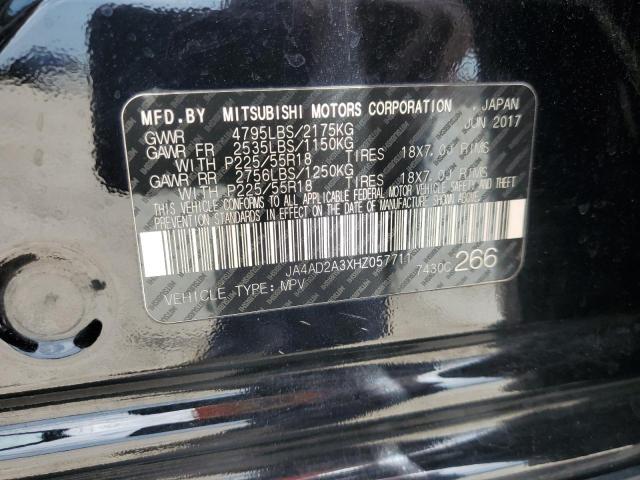 MFD.BY MITSUBISHI MOTORS CORPORATION , JAPAN
GVWR 4795LBS/2175KG JUN 2017
GAWR FR 2535LBS/1150KG
WITH P225/55R18 TIRES 18X7.0J RIMS
GAWR RR 2756LBS/1250KG
WITH P225/55R18 TIRES 18X7.0J RIMS
THIS VEHICLE CONFORMS TO ALL APPLICABLE FEDERAL MOTOR VEHICLE SAFETY AND THEFT
PREVENTION STANDARDS IN EFFECT ON THE DATE OF MANUFACTURE SHOWN ABOVE.
JA4AD2A3XHZ057711 7430C 266
VEHICLE TYPE: MPV